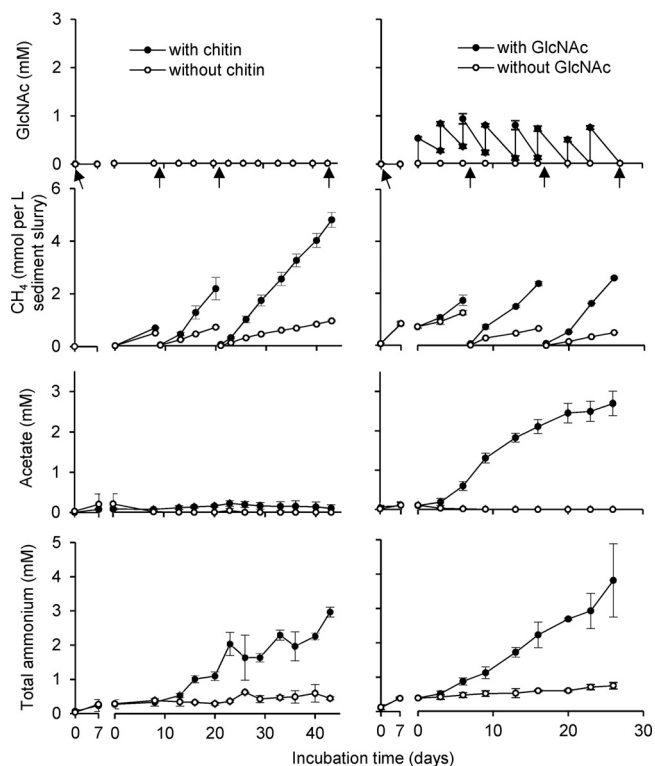 GlcNAc (mM)
3
2
1
0
with chitin
without chitin
with GlcNAc
without GlcNAc
CH4 (mmol per L
sediment slurry)
6
4
2
0
Acetate (mM)
3
2
1
0
Total ammonium
(mM)
5
4
3
2
1
0
0 7 0 10 20 30 40
0 7 0 10 20 30
Incubation time (days)